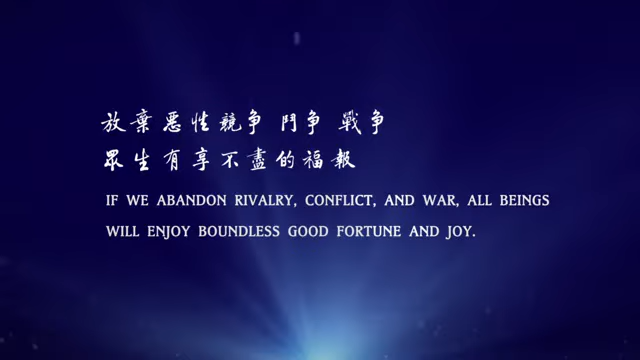 放棄惡性競爭 鬥爭 戰爭
眾生有享不盡的福報
IF WE ABANDON RIVALRY, CONFLICT, AND WAR, ALL BEINGS
WILL ENJOY BOUNDLESS GOOD FORTUNE AND JOY.